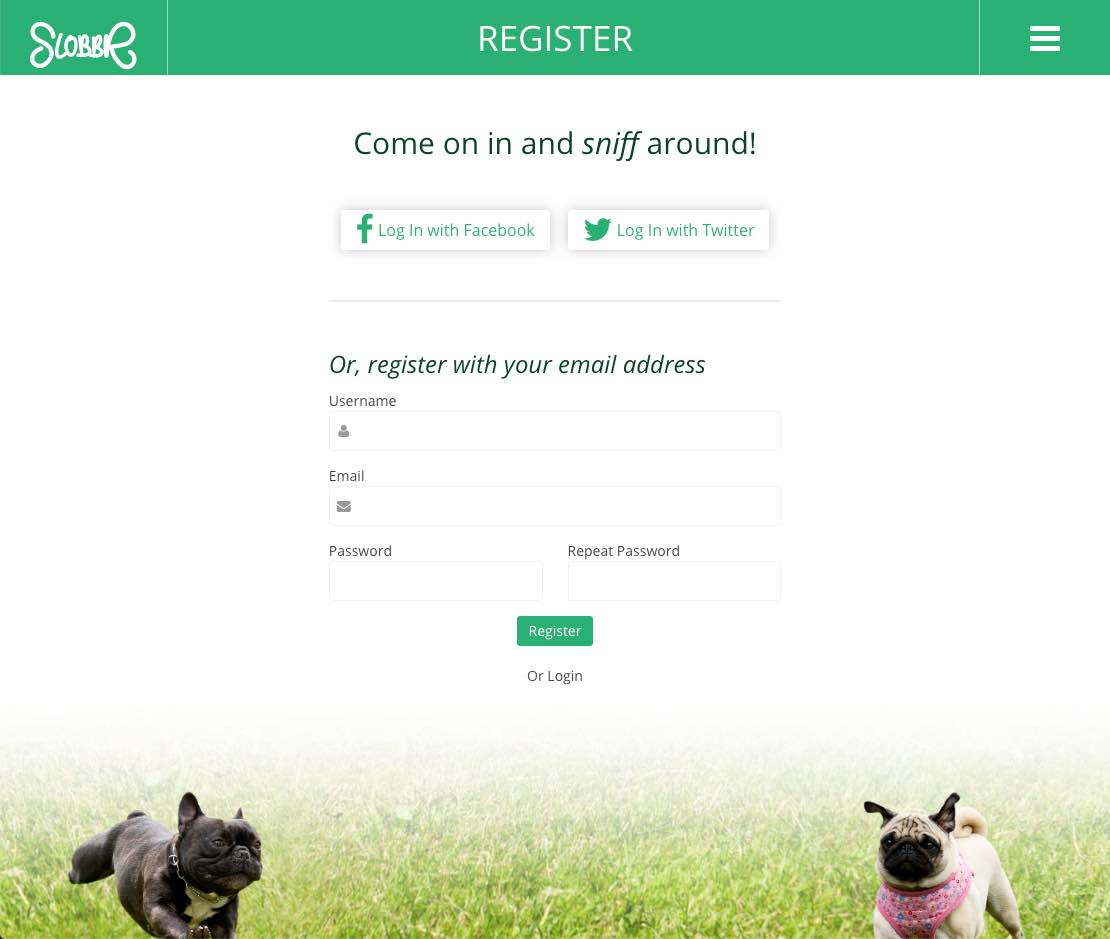 SLOBBR
REGISTER
Come on in and sniff around!
Log In with Facebook
Log In with Twitter
Or, register with your email address
Username
Email
Password
Repeat Password
Register
Or Login